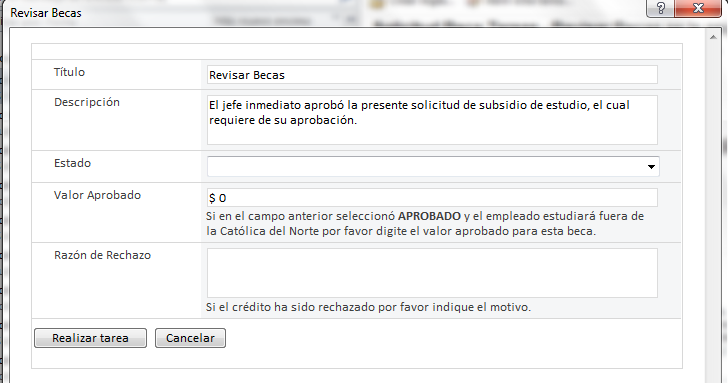 Revisar Becas
Título
Revisar Becas
Descripción
El jefe inmediato aprobó la presente solicitud de subsidio de estudio, el cual
requiere de su aprobación.
Estado
Valor Aprobado
$ 0
Si en el campo anterior seleccionó APROBADO y el empleado estudiará fuera de
la Católica del Norte por favor digite el valor aprobado para esta beca.
Razón de Rechazo
Si el crédito ha sido rechazado por favor indique el motivo.
Realizar tarea
Cancelar